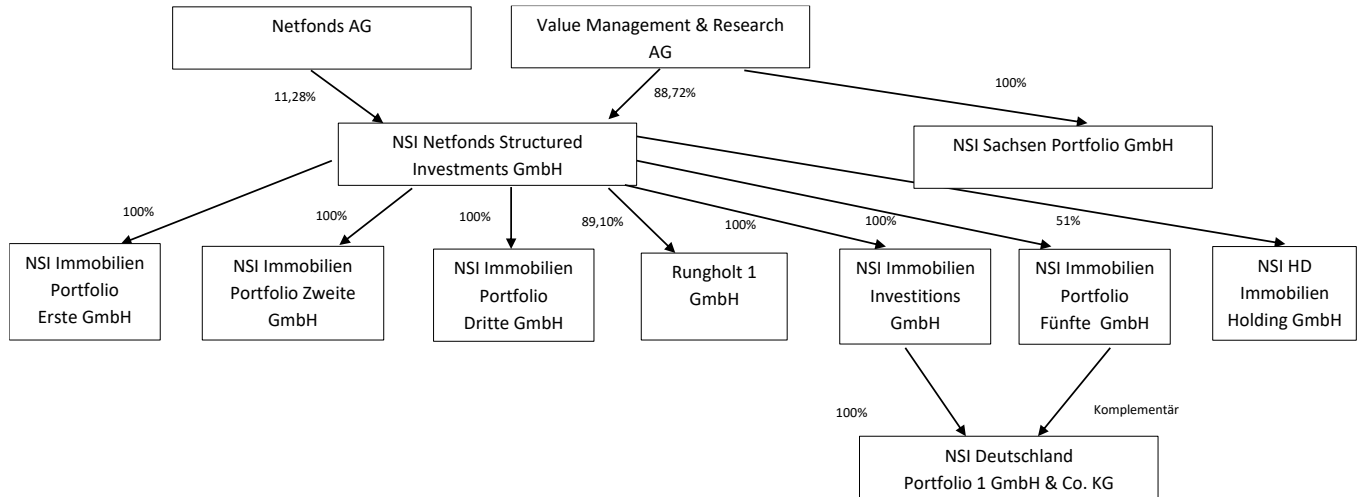 Netfonds AG
Value Management & Research
AG
11,28%
88,72%
100%
NSI Netfonds Structured
Investments GmbH
NSI Sachsen Portfolio GmbH
100%
100%
100%
89,10%
100%
100%
51%
NSI Immobilien
Portfolio
Erste GmbH
NSI Immobilien
Portfolio Zweite
GmbH
NSI Immobilien
Portfolio
Dritte GmbH
Rungholt 1
GmbH
NSI Immobilien
Investitions
GmbH
NSI Immobilien
Portfolio
Fünfte GmbH
NSI HD
Immobilien
Holding GmbH
100%
Komplementär
NSI Deutschland
Portfolio 1 GmbH & Co. KG